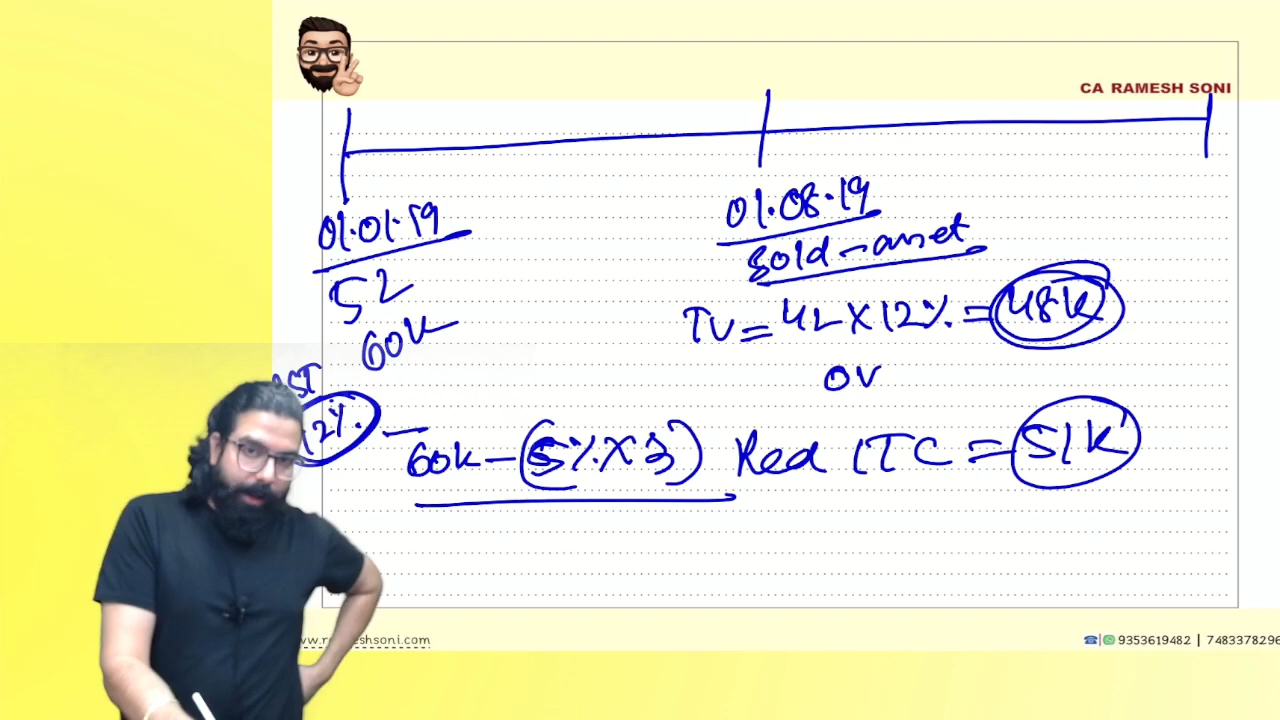 CA RAMESH SONI
01.01.19
5L
60K
12%
01.08.19
Sold - asset
TV = 4L X 12% = 48K
OV
60K - (5% X 3) Red ITC = 51K
9353619482 | 7483378296